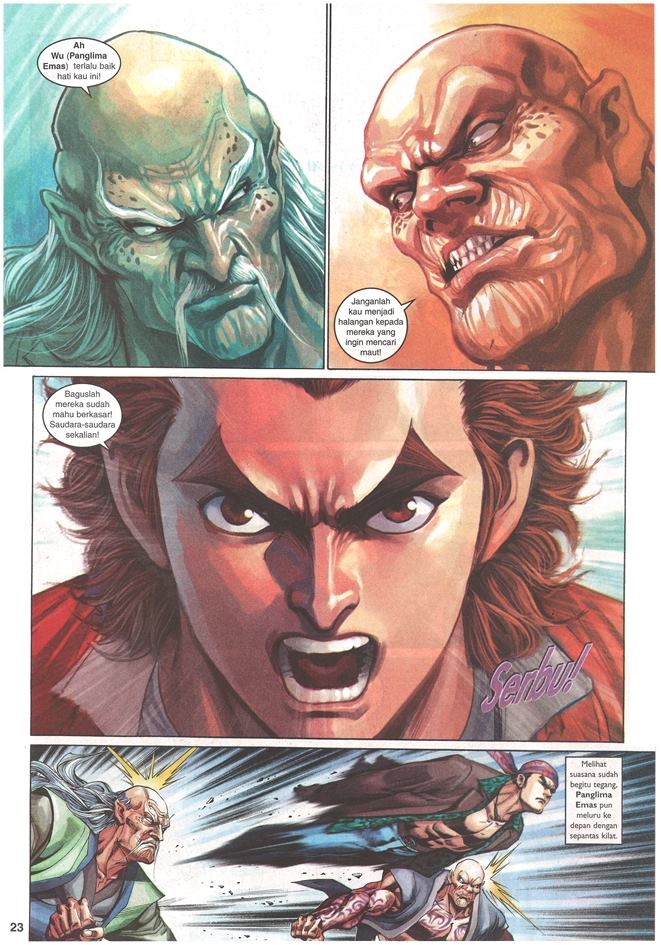 Ah
Wu (Panglima
Emas) terlalu baik
hati kau ini!
Janganlah
kau menjadi
halangan kepada
mereka yang
ingin mencari
maut!
Baguslah
mereka sudah
mahu berkasar!
Saudara-saudara
sekalian!
Serbu!
Melihat
suasana sudah
begitu tegang,
Panglima
Emas pun
meluru ke
depan dengan
sepantas kilat.
23